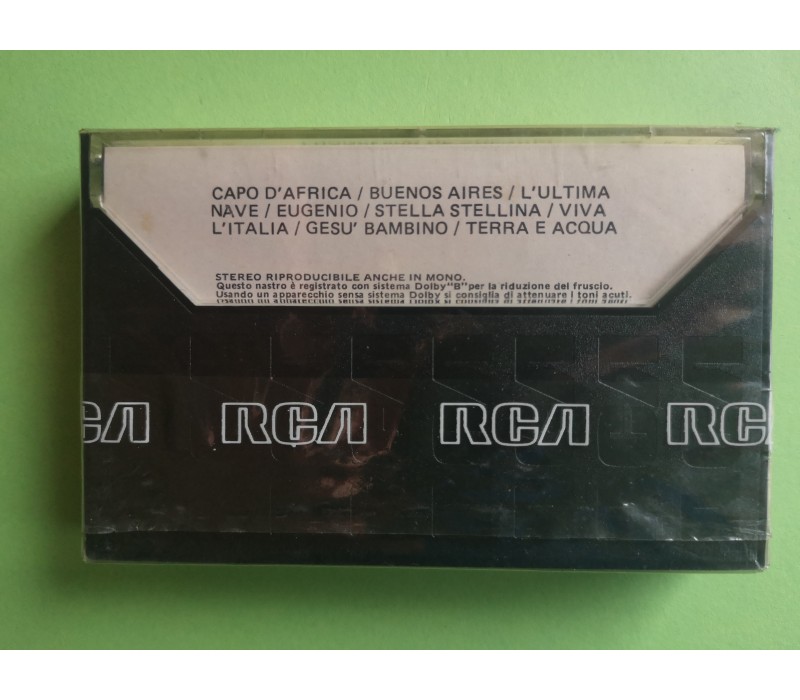 CAPO D'AFRICA / BUENOS AIRES / L'ULTIMA
NAVE / EUGENIO / STELLA STELLINA / VIVA
L'ITALIA / GESU' BAMBINO / TERRA E ACQUA
STEREO RIPRODUCIBILE ANCHE IN MONO.
Questo nastro è registrato con sistema Dolby"B"per la riduzione del fruscio.
Usando un apparecchio sensa sistema Dolby si consiglia di attenuare i toni acuti.
RCA RCA RCA RCA